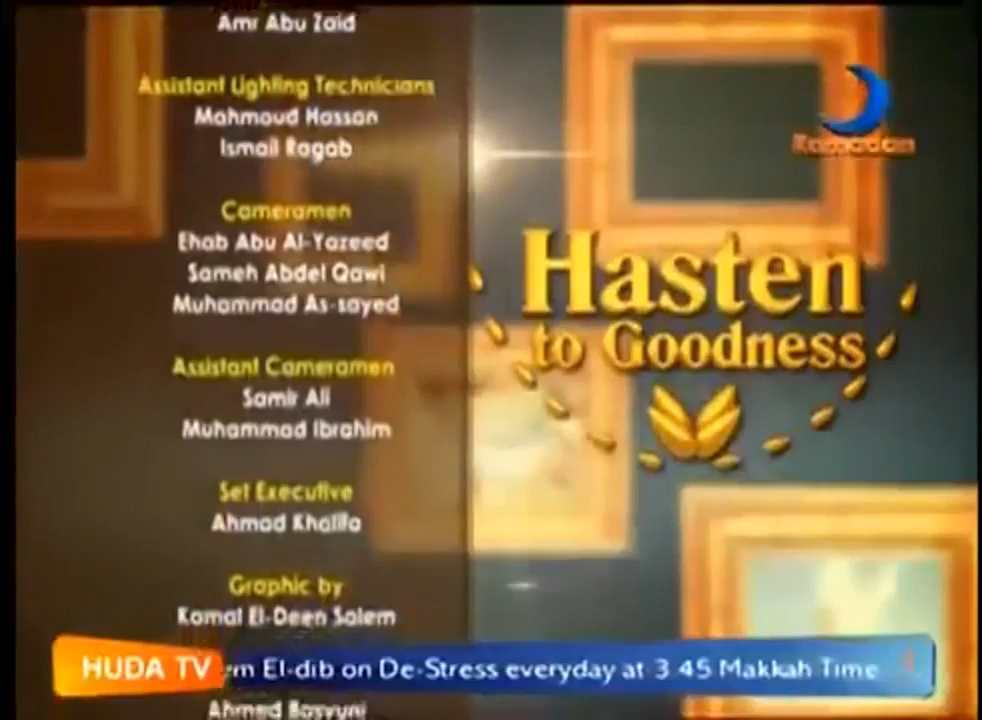 Amr Abu Zaid
Assistant Lighting Technicians
Mahmoud Hassan
Ismail Ragab
Cameramen
Ehab Abu Al-Yazeed
Sameh Abdel Qawi
Muhammad As-sayed
Assistant Cameramen
Samir Ali
Muhammad Ibrahim
Set Executive
Ahmad Khalifa
Graphic by
Kamal El-Deen Salem
Ahmed Basyuni
Ramadan
Hasten
to Goodness
HUDA TV
em El-dib on De-Stress everyday at 3.45 Makkah Time